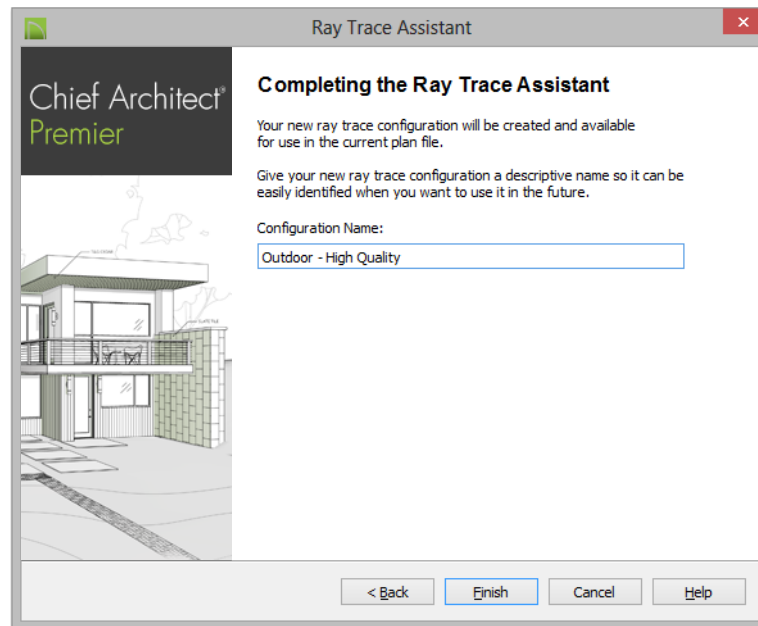 Ray Trace Assistant
Chief Architect®
Premier
Completing the Ray Trace Assistant
Your new ray trace configuration will be created and available
for use in the current plan file.
Give your new ray trace configuration a descriptive name so it can be
easily identified when you want to use it in the future.
Configuration Name:
Outdoor - High Quality
< Back
Finish
Cancel
Help